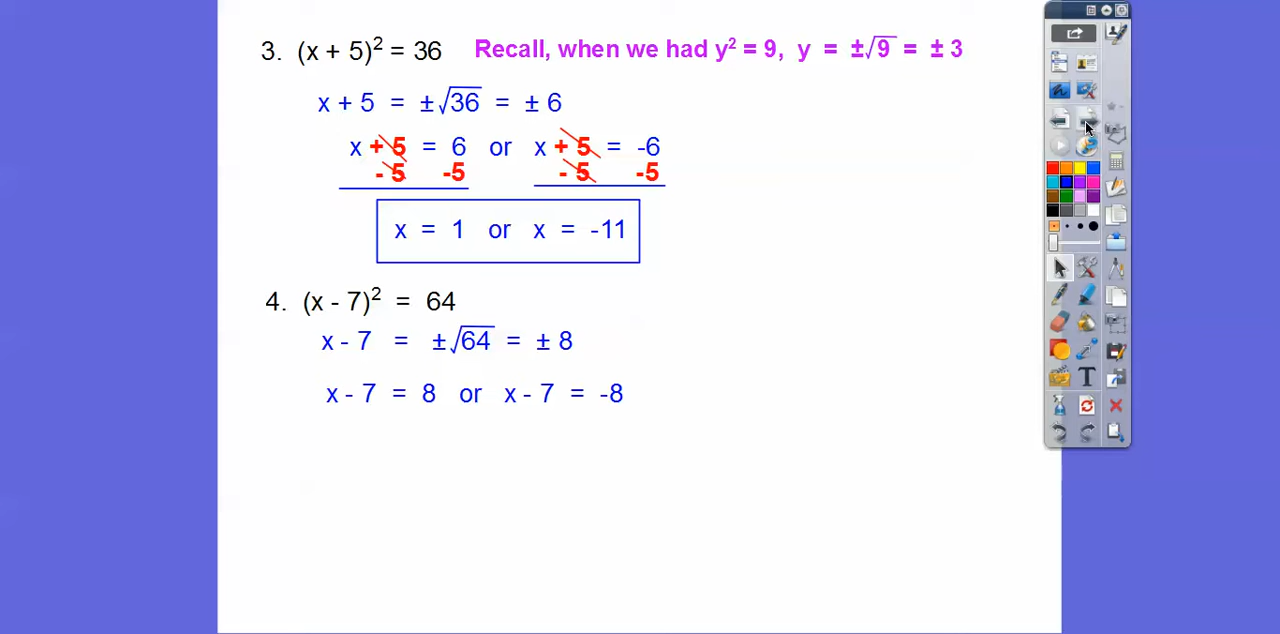 3. (x + 5)² = 36 Recall, when we had y² = 9, y = ±√9 = ± 3
x + 5 = ±√36 = ± 6
x + 5 = 6 or x + 5 = -6
- 5 -5 - 5 -5
x = 1 or x = -11
4. (x - 7)² = 64
x - 7 = ±√64 = ± 8
x - 7 = 8 or x - 7 = -8
T